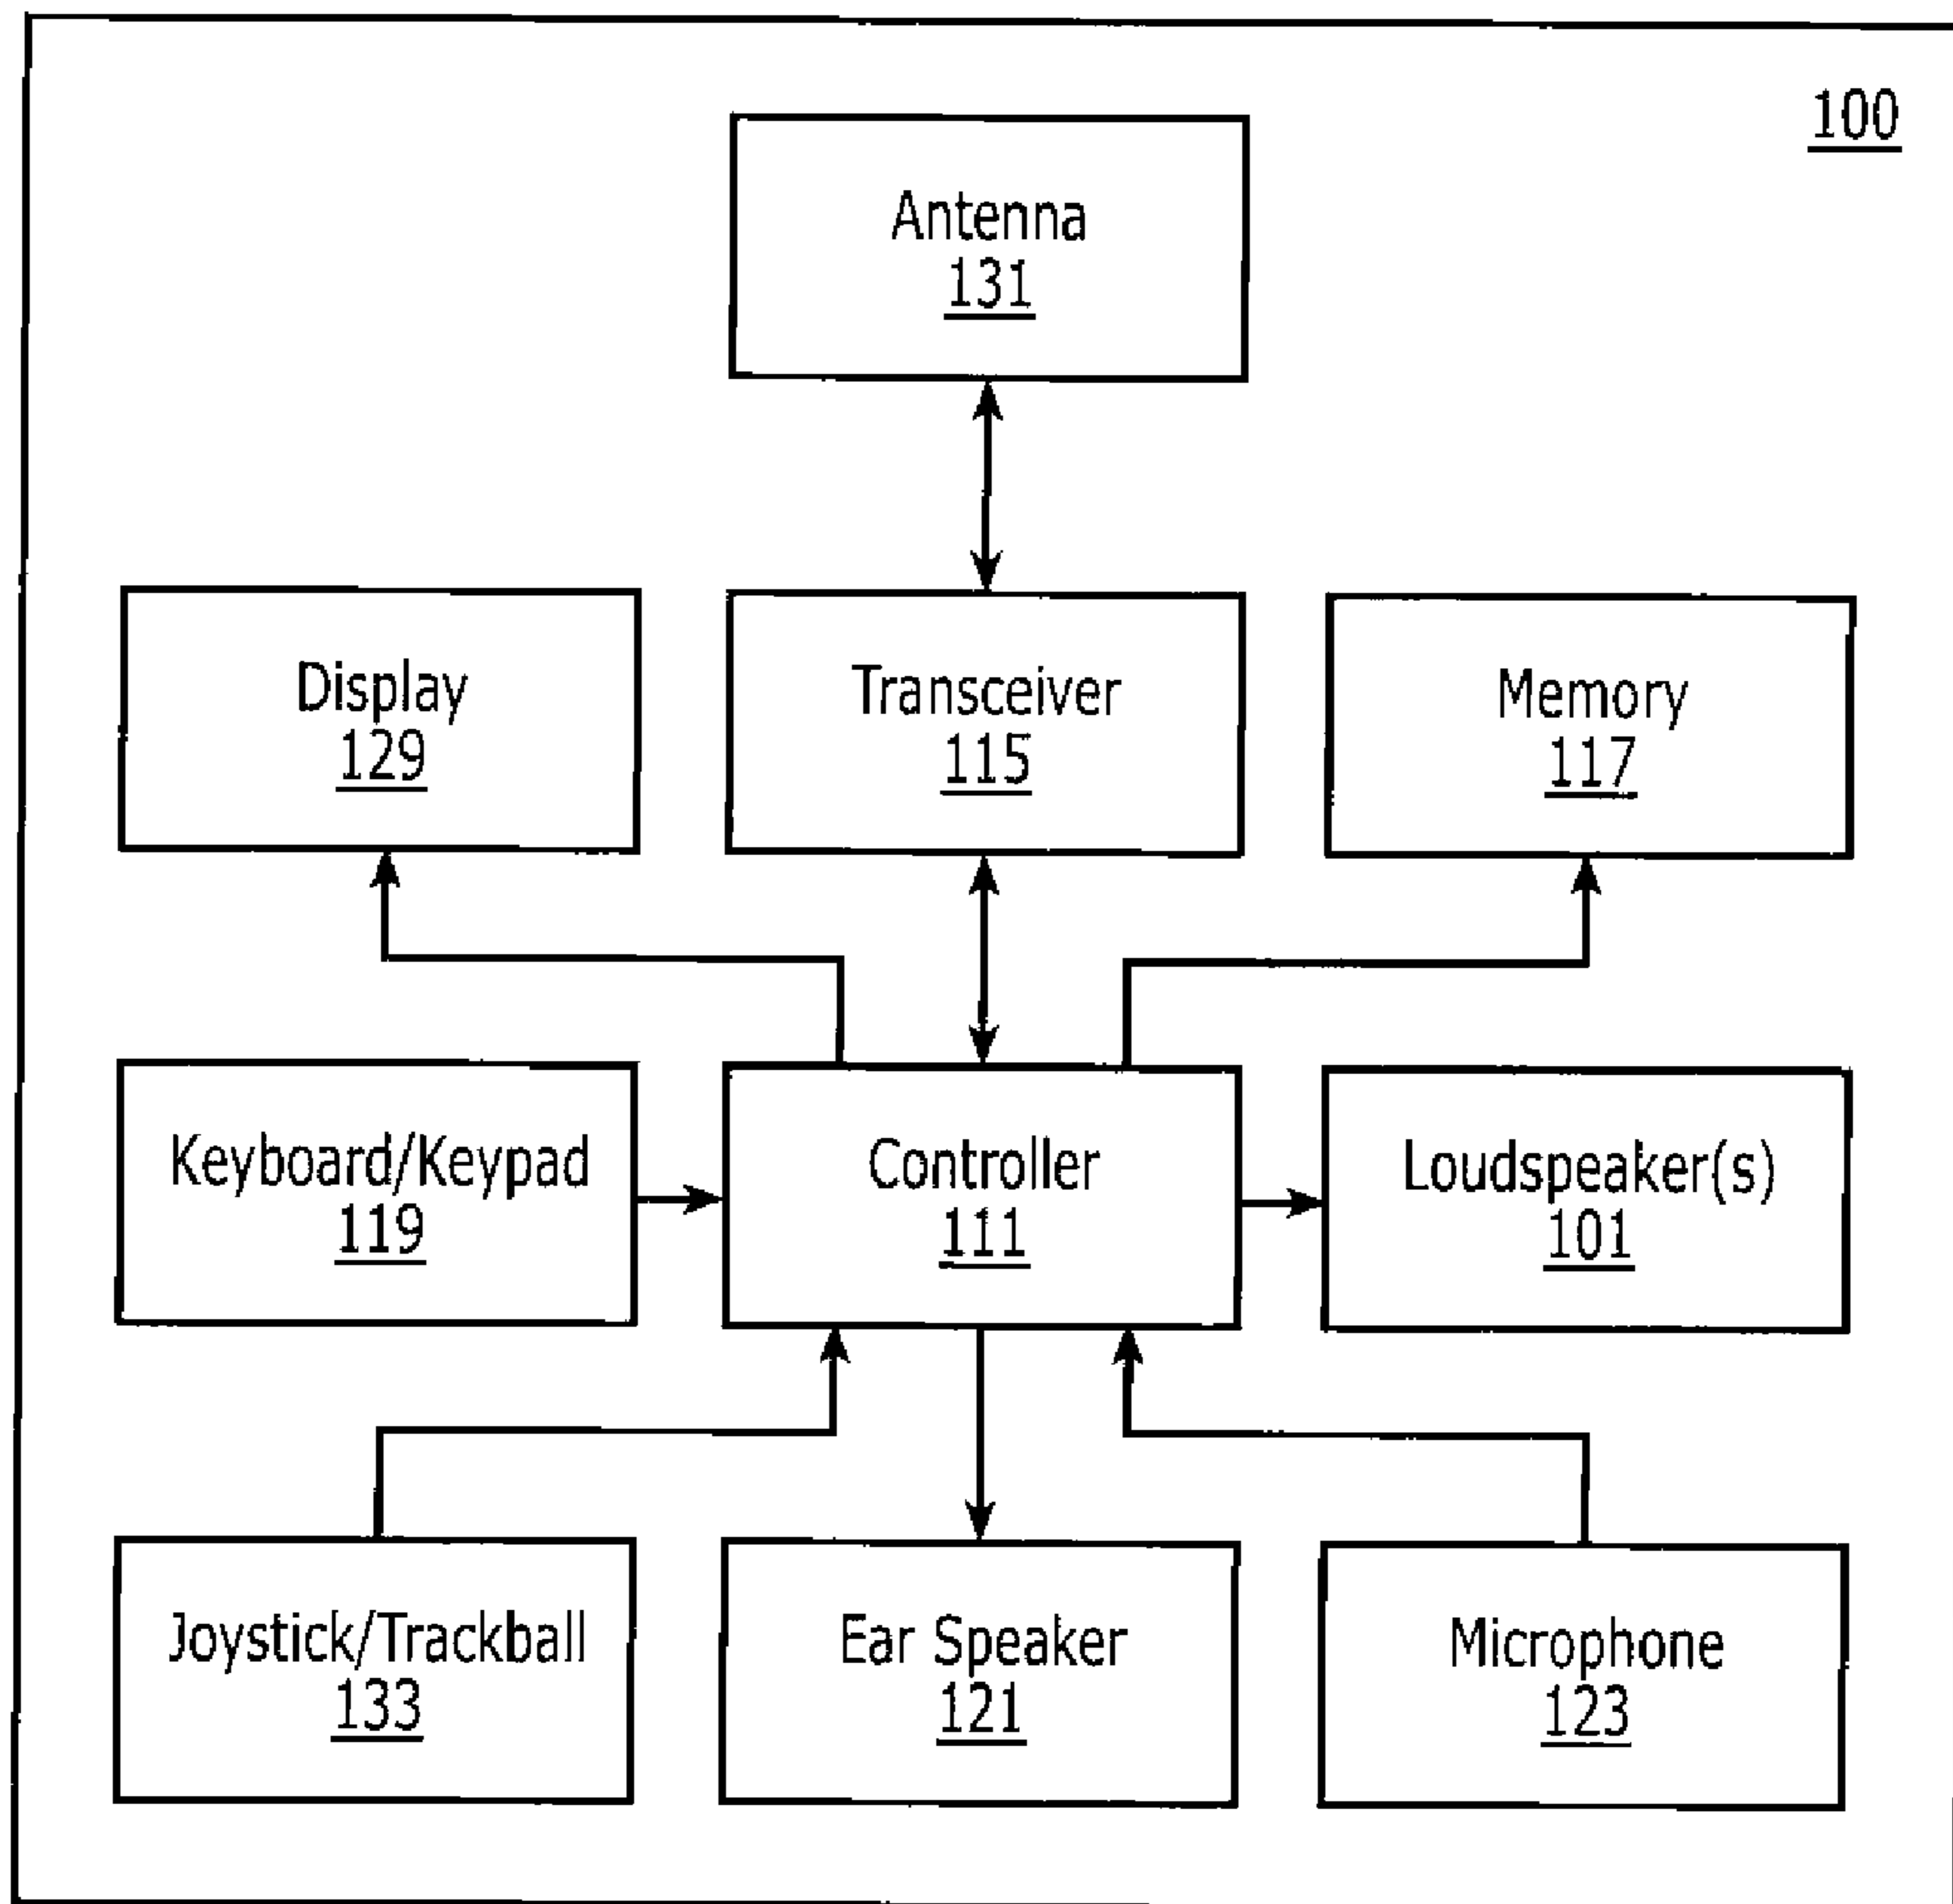 100
Antenna
131
Display
129
Transceiver
115
Memory
117
Keyboard/Keypad
119
Controller
111
Loudspeaker(s)
101
Joystick/Trackball
133
Ear Speaker
121
Microphone
123